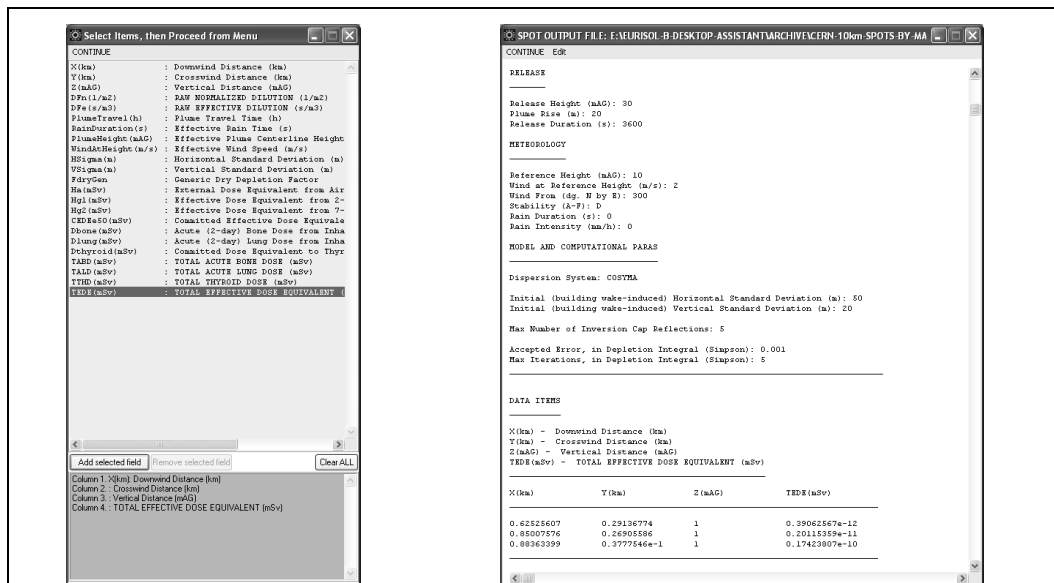 Select Items, then Proceed from Menu
CONTINUE
X(km) : Downwind Distance (km)
Y(km) : Crosswind Distance (km)
Z(mAG) : Vertical Distance (mAG)
DFn(1/m2) : RAW NORMALIZED DILUTION (1/m2)
DFe(s/m3) : RAW EFFECTIVE DILUTION (s/m3)
PlumeTravel(h) : Plume Travel Time (h)
RainDuration(s) : Effective Rain Time (s)
PlumeHeight(mAG) : Effective Plume Centerline Height
WindAtHeight(m/s) : Effective Wind Speed (m/s)
HSigma(m) : Horizontal Standard Deviation (m)
VSigma(m) : Vertical Standard Deviation (m)
FdryGen : Generic Dry Depletion Factor
Ha(mSv) : External Dose Equivalent from Air
Hg1(mSv) : Effective Dose Equivalent from 2-
Hg2(mSv) : Effective Dose Equivalent from 7-
CEDEe50(mSv) : Committed Effective Dose Equivale
Dbone(mSv) : Acute (2-day) Bone Dose from Inha
Dlung(mSv) : Acute (2-day) Lung Dose from Inha
Dthyroid(mSv) : Committed Dose Equivalent to Thyr
TABD(mSv) : TOTAL ACUTE BONE DOSE (mSv)
TALD(mSv) : TOTAL ACUTE LUNG DOSE (mSv)
TTHD(mSv) : TOTAL THYROID DOSE (mSv)
TEDE(mSv) : TOTAL EFFECTIVE DOSE EQUIVALENT (
Add selected field Remove selected field Clear ALL
Column 1. X(km): Downwind Distance (km)
Column 2. : Crosswind Distance (km)
Column 3. : Vertical Distance (mAG)
Column 4. : TOTAL EFFECTIVE DOSE EQUIVALENT (mSv)
SPOT OUTPUT FILE: E:\EURISOL-B-DESKTOP-ASSISTANT\ARCHIVE\CERN-10km-SPOTS-BY-MA
CONTINUE Edit
RELEASE
Release Height (mAG): 30
Plume Rise (m): 20
Release Duration (s): 3600
METEOROLOGY
Reference Height (mAG): 10
Wind at Reference Height (m/s): 2
Wind From (dg. N by E): 300
Stability (A-F): D
Rain Duration (s): 0
Rain Intensity (mm/h): 0
MODEL AND COMPUTATIONAL PARAS
Dispersion System: COSYMA
Initial (building wake-induced) Horizontal Standard Deviation (m): 50
Initial (building wake-induced) Vertical Standard Deviation (m): 20
Max Number of Inversion Cap Reflections: 5
Accepted Error, in Depletion Integral (Simpson): 0.001
Max Iterations, in Depletion Integral (Simpson): 5
DATA ITEMS
X(km) - Downwind Distance (km)
Y(km) - Crosswind Distance (km)
Z(mAG) - Vertical Distance (mAG)
TEDE(mSv) - TOTAL EFFECTIVE DOSE EQUIVALENT (mSv)
X(km) Y(km) Z(mAG) TEDE(mSv)
0.62525607 0.29136774 1 0.39062567e-12
0.85007576 0.26905586 1 0.20115359e-11
0.88363399 0.3777546e-1 1 0.17423807e-10